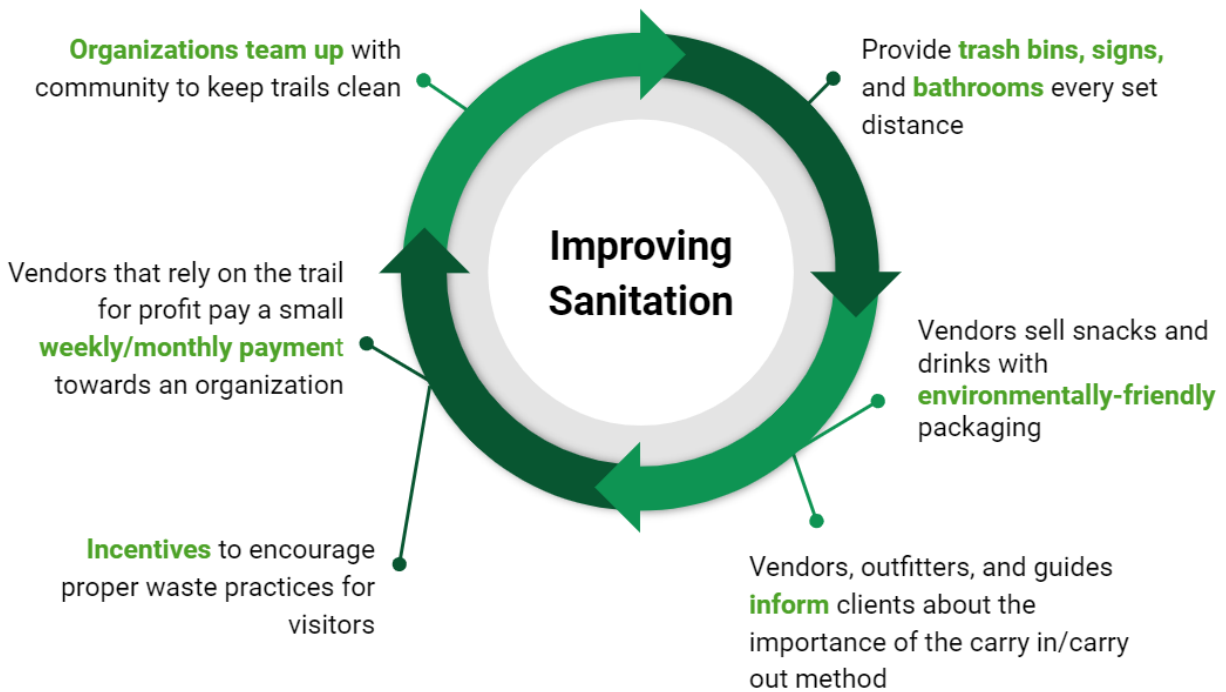 Organizations team up with
community to keep trails clean
Provide trash bins, signs,
and bathrooms every set
distance
Improving
Sanitation
Vendors that rely on the trail
for profit pay a small
weekly/monthly payment
towards an organization
Vendors sell snacks and
drinks with
environmentally-friendly
packaging
Incentives to encourage
proper waste practices for
visitors
Vendors, outfitters, and guides
inform clients about the
importance of the carry in/carry
out method